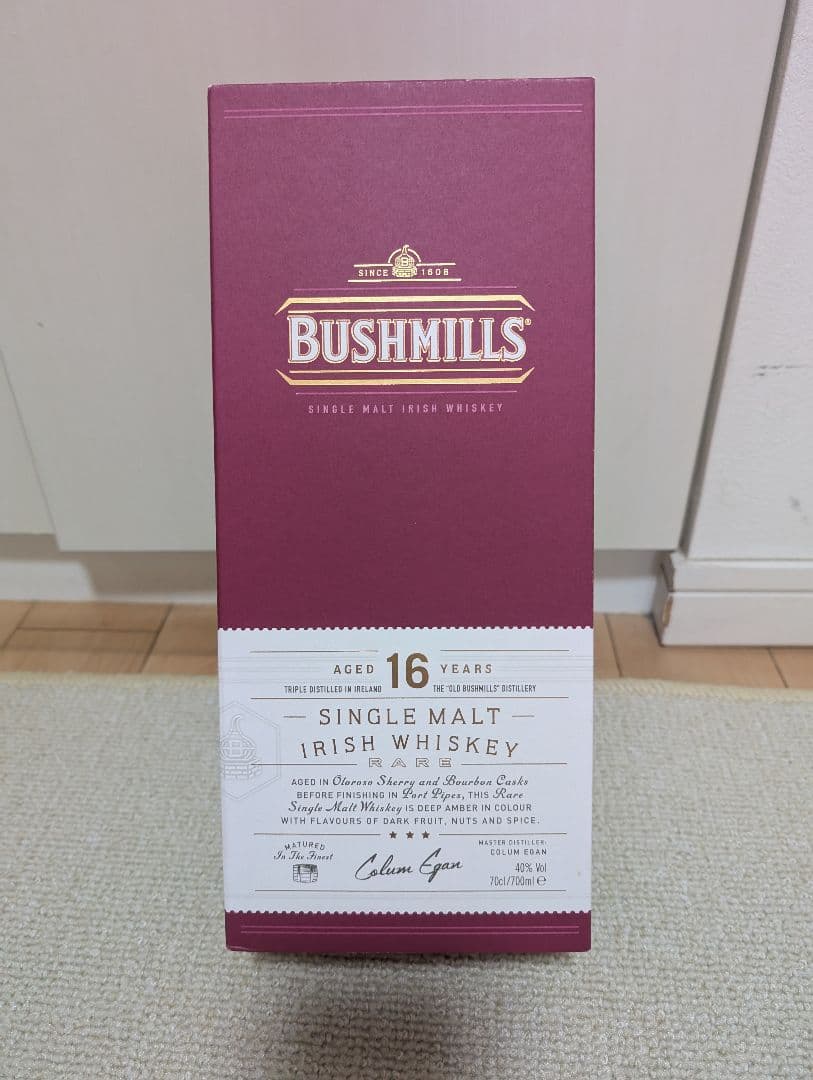 SINCE 1608
BUSHMILLS®
SINGLE MALT IRISH WHISKEY
AGED 16 YEARS
TRIPLE DISTILLED IN IRELAND THE "OLD BUSHMILLS" DISTILLERY
SINGLE MALT
IRISH WHISKEY
RARE
AGED IN Oloroso Sherry and Bourbon Casks
BEFORE FINISHING IN Port Pipes, THIS Rare
Single Malt Whiskey IS DEEP AMBER IN COLOUR
WITH FLAVOURS OF DARK FRUIT, NUTS AND SPICE.
MATURED
In The Finest
Colum Egan
MASTER DISTILLER:
COLUM EGAN
40% Vol
70cl/700ml ℮